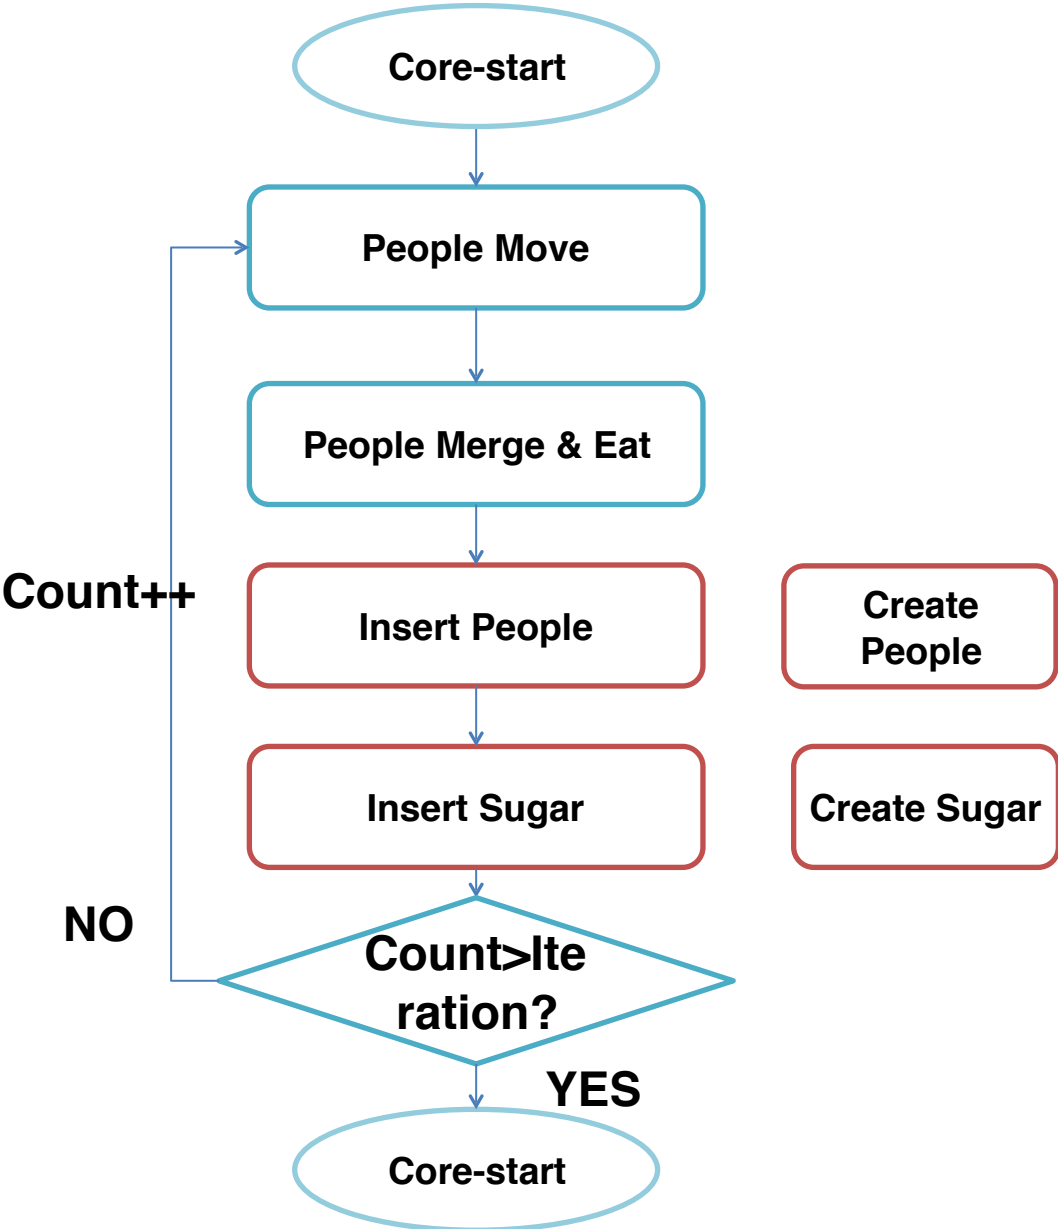 Core-start
People Move
People Merge & Eat
Count++
Insert People
Create
People
Insert Sugar
Create Sugar
NO
Count>Ite
ration?
YES
Core-start